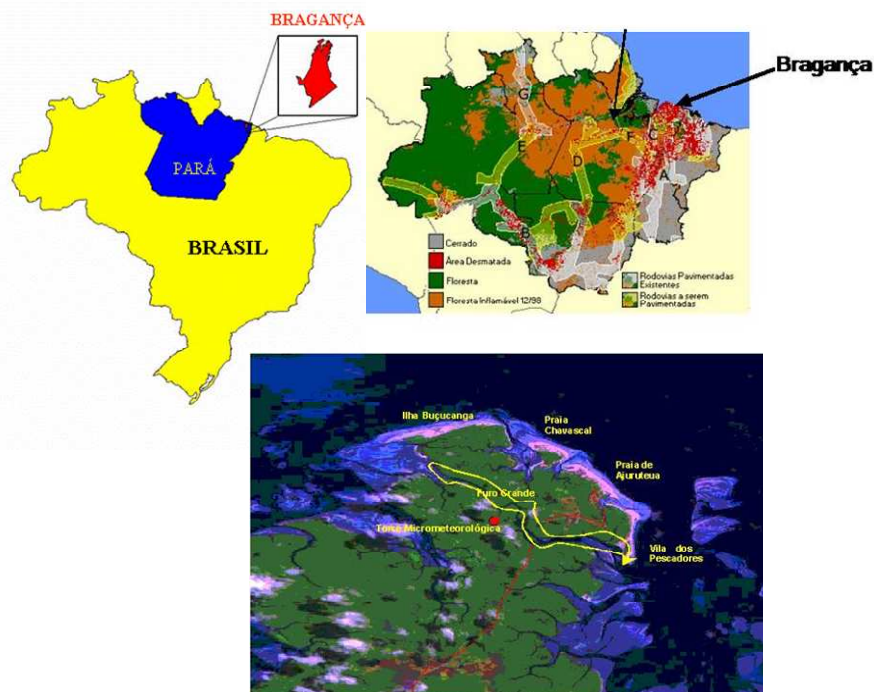 BRAGANÇA
PARÁ
BRASIL
Bragança
G
E
F
C
D
A
B
Cerrado
Área Desmatada
Floresta
Floresta Inflamável 12/98
Rodovias Pavimentadas
Existentes
Rodovias a serem
Pavimentadas
Ilha Buçucanga
Praia
Chavascal
Praia de
Ajuruteua
Furo Grande
Torre Micrometeorológica
Vila dos
Pescadores